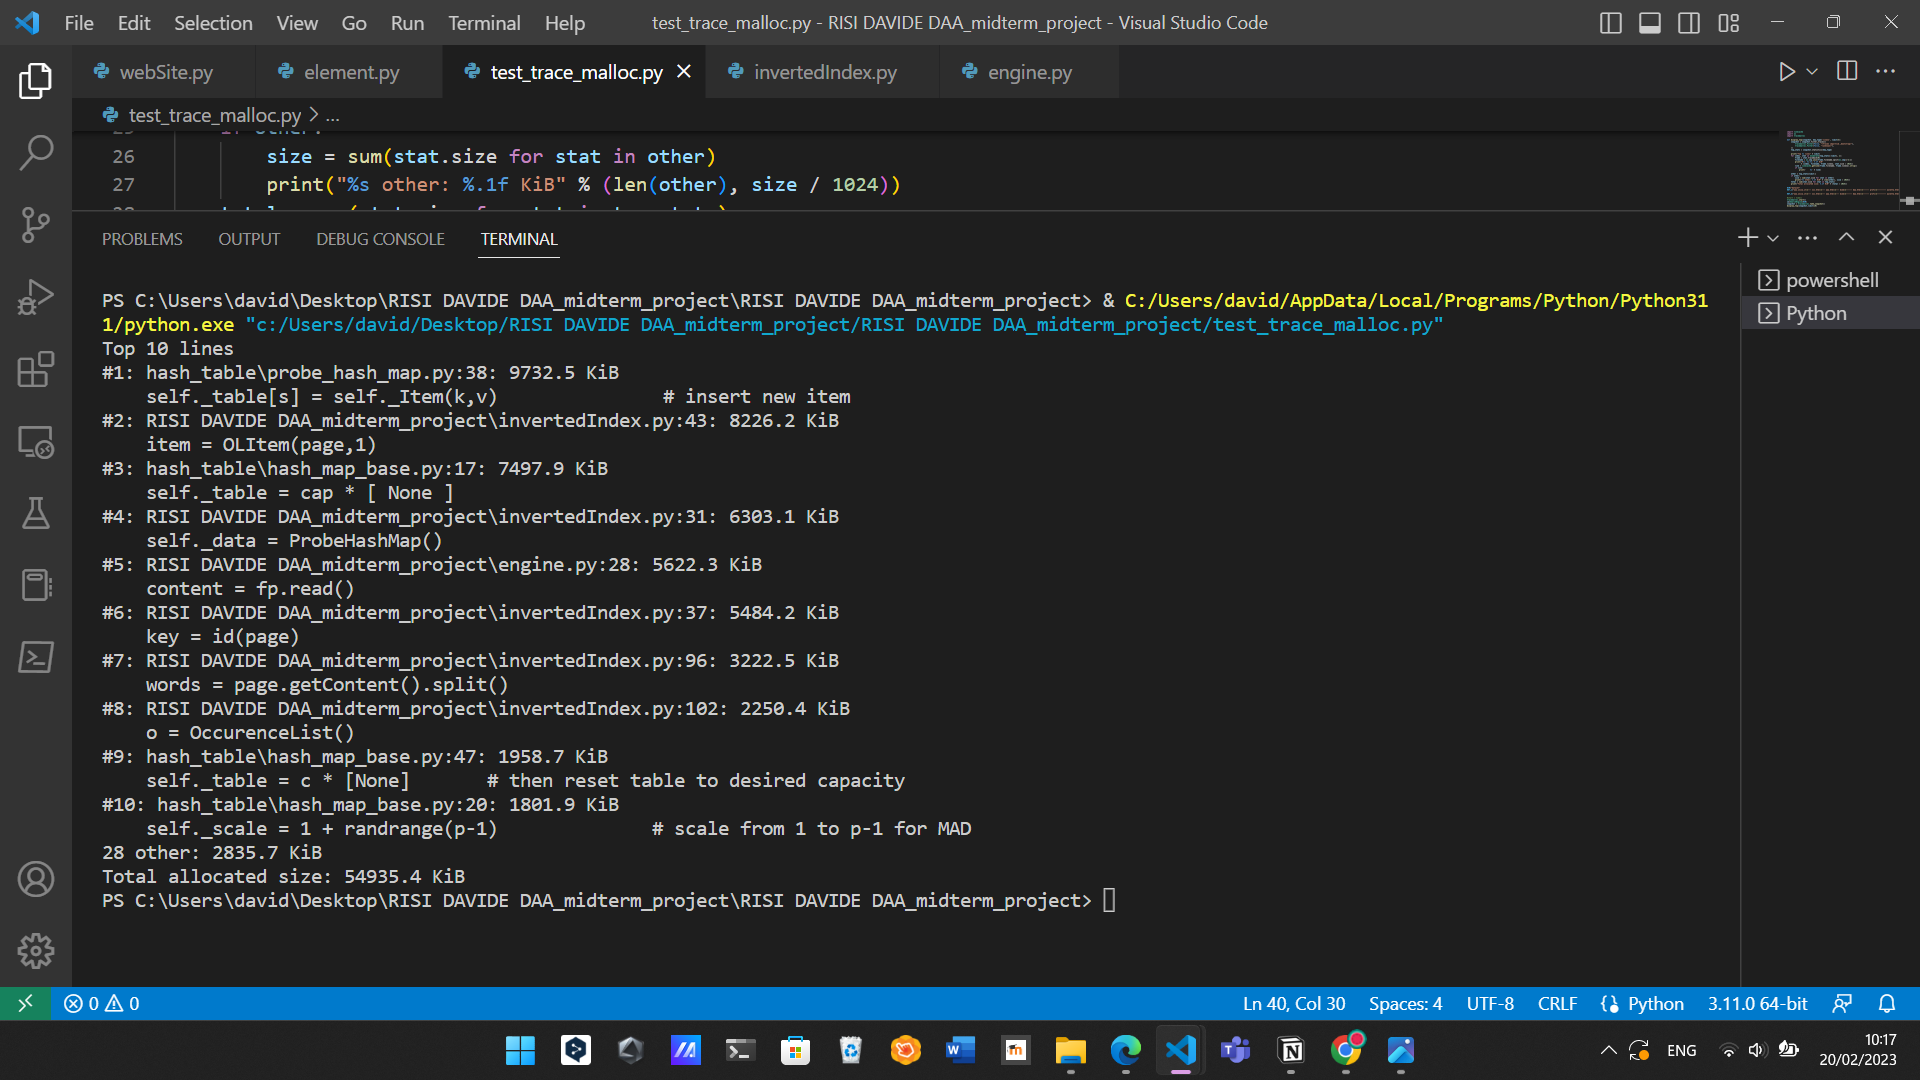 File Edit Selection View Go Run Terminal Help test_trace_malloc.py - RISI DAVIDE DAA_midterm_project - Visual Studio Code
webSite.py element.py test_trace_malloc.py invertedIndex.py engine.py
test_trace_malloc.py > ...
26 size = sum(stat.size for stat in other)
27 print("%s other: %.1f KiB" % (len(other), size / 1024))
PROBLEMS OUTPUT DEBUG CONSOLE TERMINAL
powershell
Python
PS C:\Users\david\Desktop\RISI DAVIDE DAA_midterm_project\RISI DAVIDE DAA_midterm_project> & C:/Users/david/AppData/Local/Programs/Python/Python31
1/python.exe "c:/Users/david/Desktop/RISI DAVIDE DAA_midterm_project/RISI DAVIDE DAA_midterm_project/test_trace_malloc.py"
Top 10 lines
#1: hash_table\probe_hash_map.py:38: 9732.5 KiB
self._table[s] = self._Item(k,v) # insert new item
#2: RISI DAVIDE DAA_midterm_project\invertedIndex.py:43: 8226.2 KiB
item = OLItem(page,1)
#3: hash_table\hash_map_base.py:17: 7497.9 KiB
self._table = cap * [ None ]
#4: RISI DAVIDE DAA_midterm_project\invertedIndex.py:31: 6303.1 KiB
self._data = ProbeHashMap()
#5: RISI DAVIDE DAA_midterm_project\engine.py:28: 5622.3 KiB
content = fp.read()
#6: RISI DAVIDE DAA_midterm_project\invertedIndex.py:37: 5484.2 KiB
key = id(page)
#7: RISI DAVIDE DAA_midterm_project\invertedIndex.py:96: 3222.5 KiB
words = page.getContent().split()
#8: RISI DAVIDE DAA_midterm_project\invertedIndex.py:102: 2250.4 KiB
o = OccurenceList()
#9: hash_table\hash_map_base.py:47: 1958.7 KiB
self._table = c * [None] # then reset table to desired capacity
#10: hash_table\hash_map_base.py:20: 1801.9 KiB
self._scale = 1 + randrange(p-1) # scale from 1 to p-1 for MAD
28 other: 2835.7 KiB
Total allocated size: 54935.4 KiB
PS C:\Users\david\Desktop\RISI DAVIDE DAA_midterm_project\RISI DAVIDE DAA_midterm_project>
0 0 Ln 40, Col 30 Spaces: 4 UTF-8 CRLF Python 3.11.0 64-bit
ENG 10:17
20/02/2023